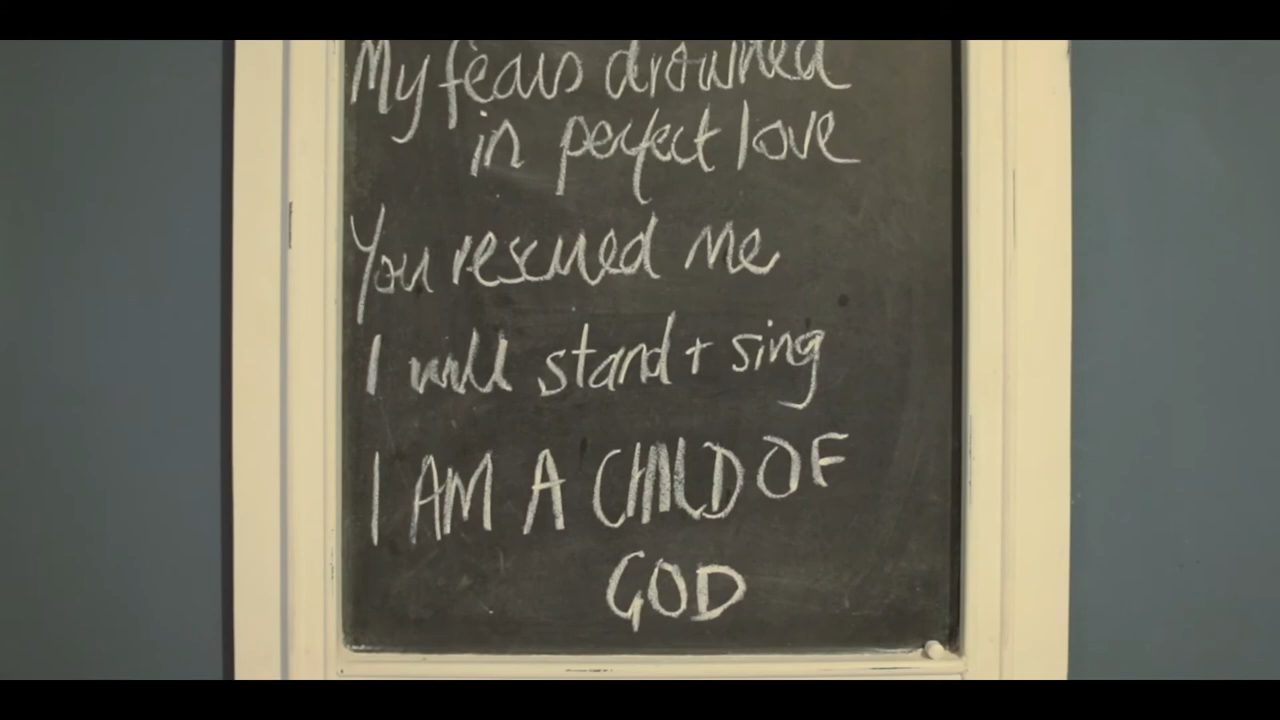 My fears drowned
in perfect love
You rescued me
I will stand + sing
I AM A CHILD OF
GOD